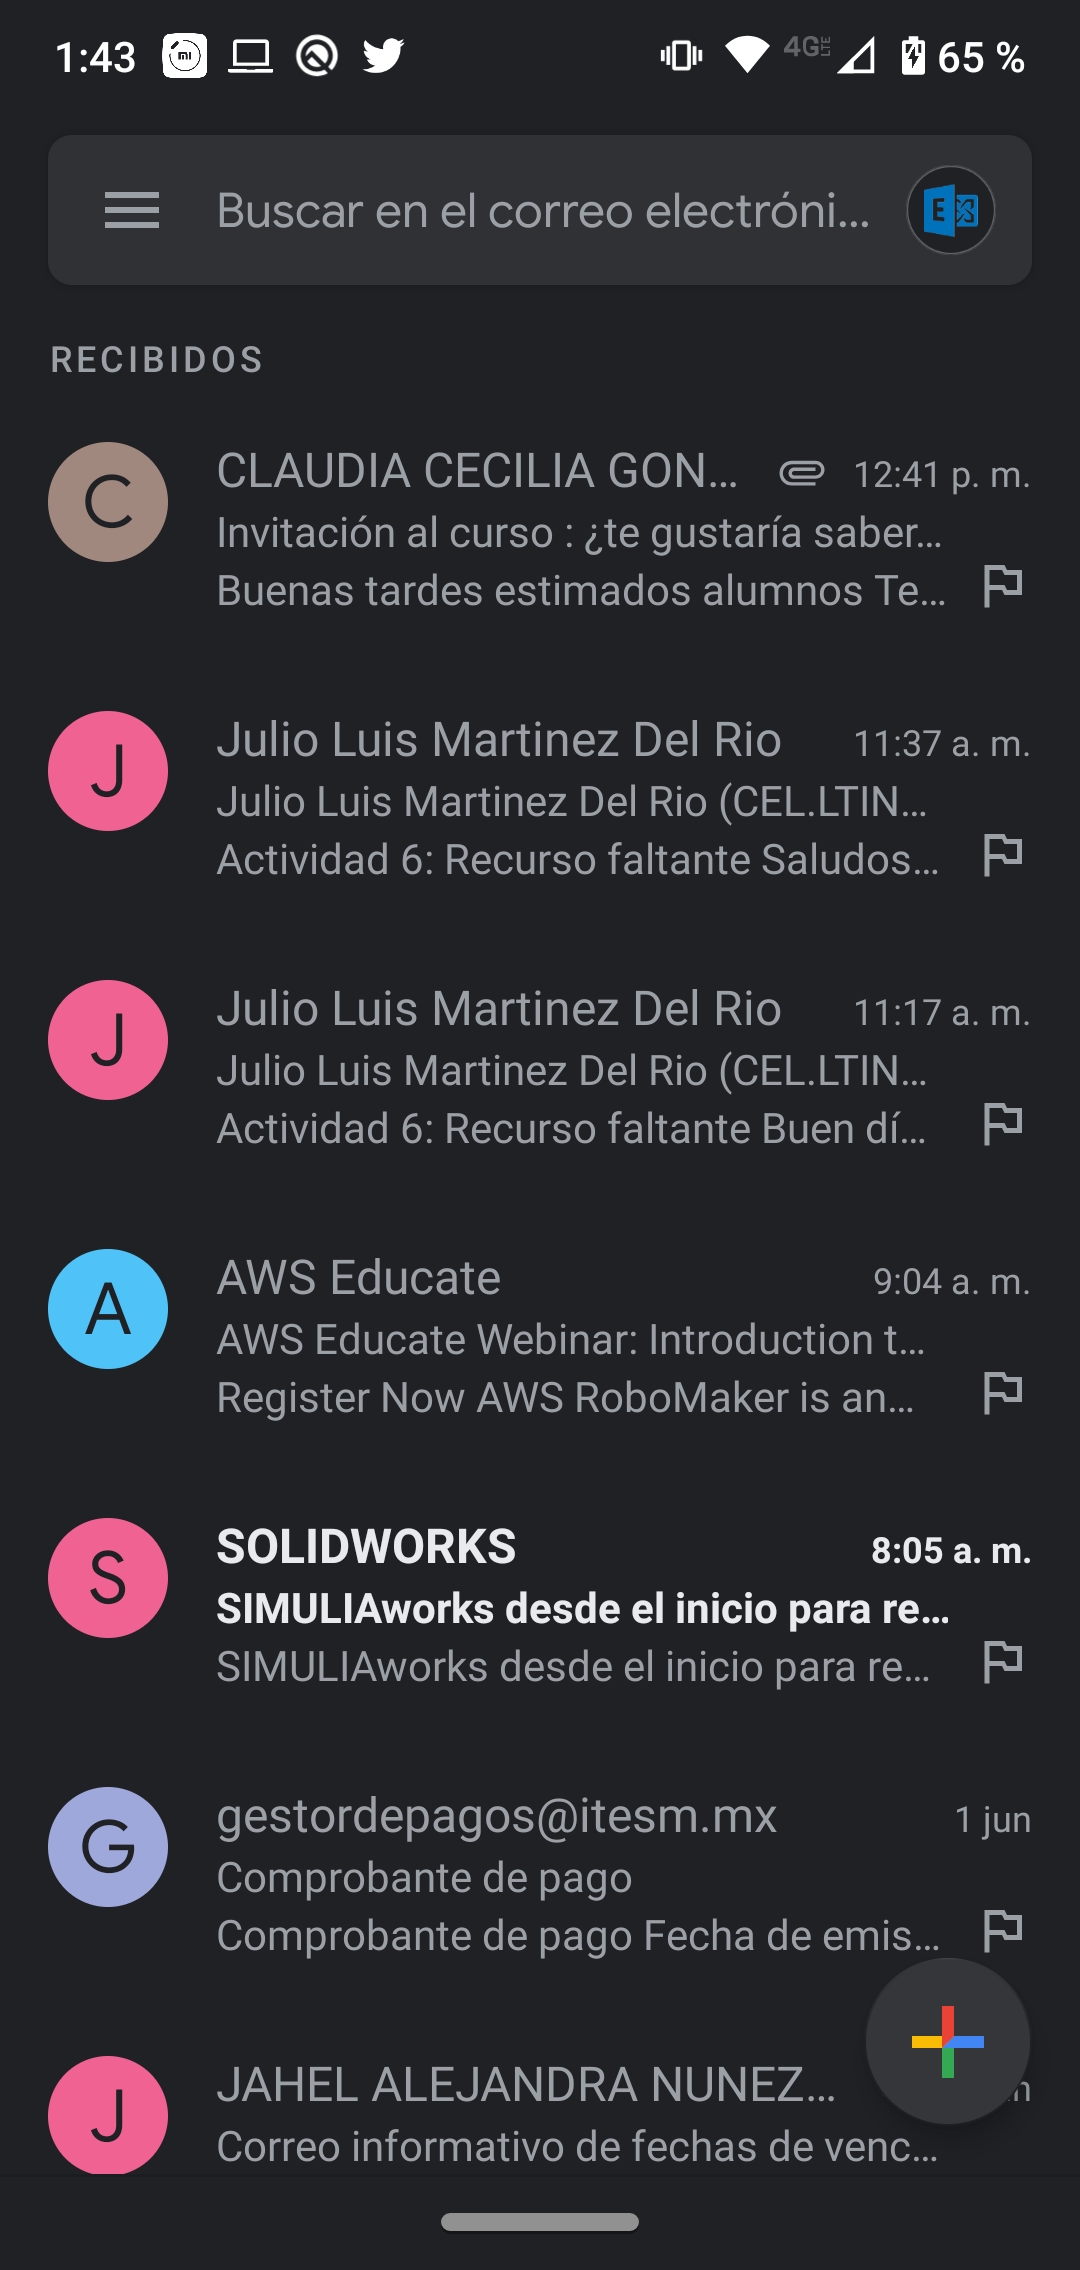 1:43 4G LTE 65 %
Buscar en el correo electróni...
RECIBIDOS
C CLAUDIA CECILIA GON... 12:41 p. m.
Invitación al curso : ¿te gustaría saber...
Buenas tardes estimados alumnos Te...
J Julio Luis Martinez Del Rio 11:37 a. m.
Julio Luis Martinez Del Rio (CEL.LTIN...
Actividad 6: Recurso faltante Saludos...
J Julio Luis Martinez Del Rio 11:17 a. m.
Julio Luis Martinez Del Rio (CEL.LTIN...
Actividad 6: Recurso faltante Buen dí...
A AWS Educate 9:04 a. m.
AWS Educate Webinar: Introduction t...
Register Now AWS RoboMaker is an...
S SOLIDWORKS 8:05 a. m.
SIMULIAworks desde el inicio para re...
SIMULIAworks desde el inicio para re...
G gestordepagos@itesm.mx 1 jun
Comprobante de pago
Comprobante de pago Fecha de emis...
J JAHEL ALEJANDRA NUNEZ...
Correo informativo de fechas de venc...